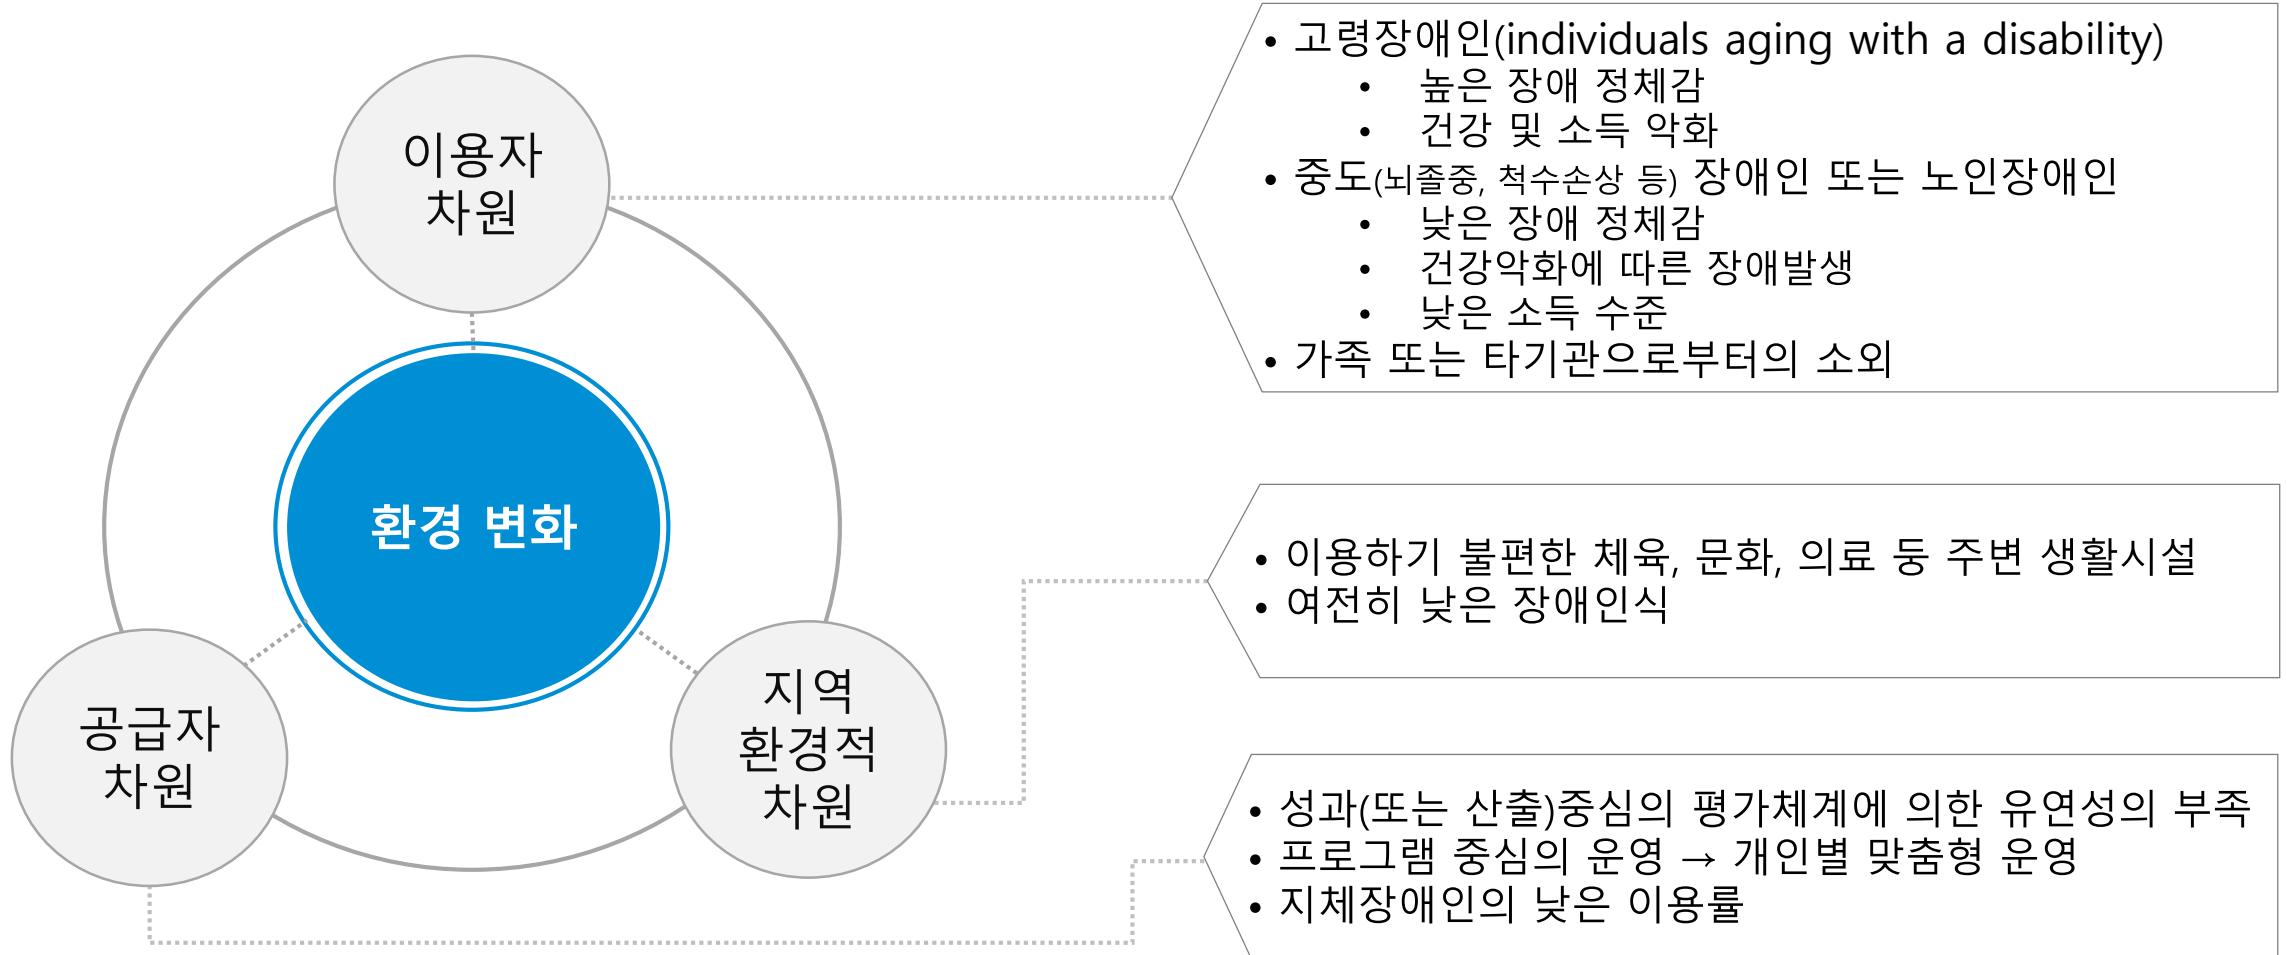 이용자
차원
환경 변화
공급자
차원
지역
환경적
차원
• 고령장애인(individuals aging with a disability)
• 높은 장애 정체감
• 건강 및 소득 악화
• 중도(뇌졸중, 척수손상 등) 장애인 또는 노인장애인
• 낮은 장애 정체감
• 건강악화에 따른 장애발생
• 낮은 소득 수준
• 가족 또는 타기관으로부터의 소외
• 이용하기 불편한 체육, 문화, 의료 둥 주변 생활시설
• 여전히 낮은 장애인식
• 성과(또는 산출)중심의 평가체계에 의한 유연성의 부족
• 프로그램 중심의 운영 → 개인별 맞춤형 운영
• 지체장애인의 낮은 이용률